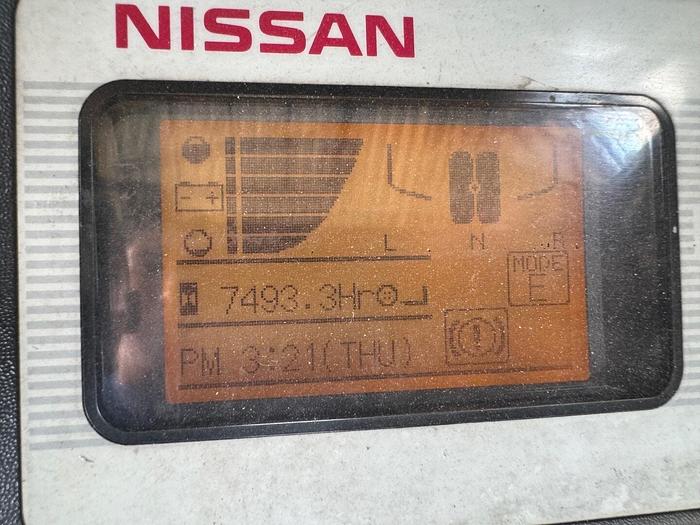 NISSAN
- +
L N R
MODE
E
H 7493.3Hr
PM 3:21(THU)
!